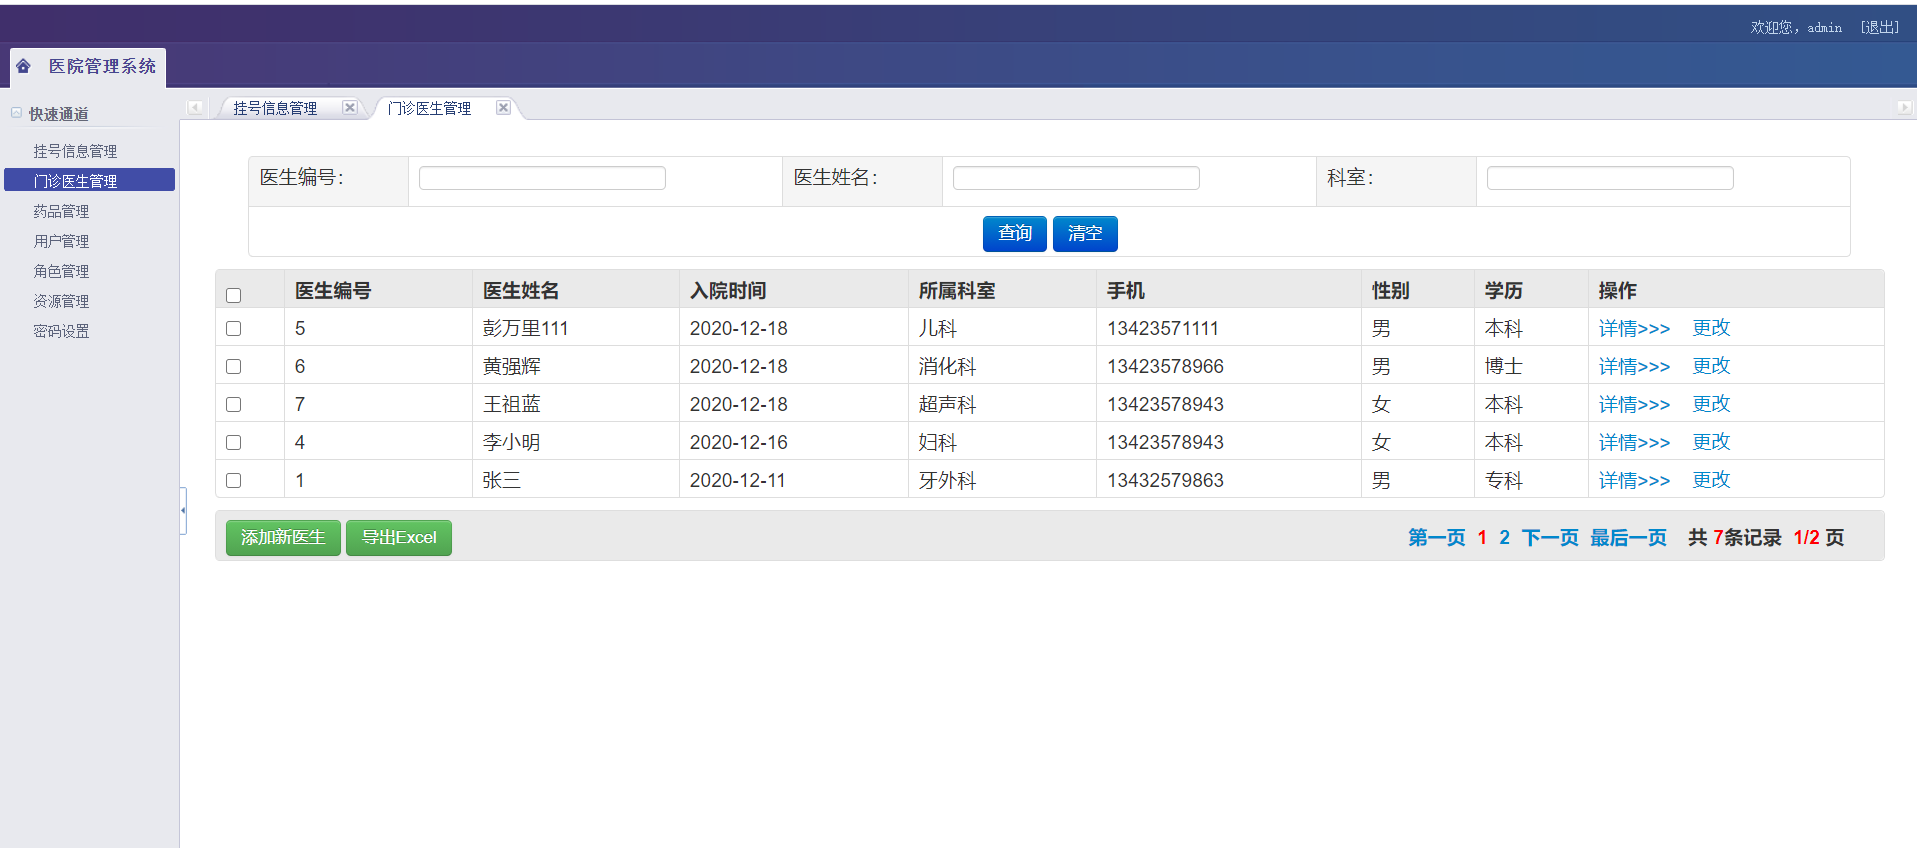 欢迎您，admin [退出]
医院管理系统
快速通道
挂号信息管理
门诊医生管理
药品管理
用户管理
角色管理
资源管理
密码设置
挂号信息管理 门诊医生管理
医生编号： 医生姓名： 科室：
查询 清空
医生编号 医生姓名 入院时间 所属科室 手机 性别 学历 操作
5 彭万里111 2020-12-18 儿科 13423571111 男 本科 详情>>> 更改
6 黄强辉 2020-12-18 消化科 13423578966 男 博士 详情>>> 更改
7 王祖蓝 2020-12-18 超声科 13423578943 女 本科 详情>>> 更改
4 李小明 2020-12-16 妇科 13423578943 女 本科 详情>>> 更改
1 张三 2020-12-11 牙外科 13432579863 男 专科 详情>>> 更改
添加新医生 导出Excel 第一页 1 2 下一页 最后一页 共 7条记录 1/2 页